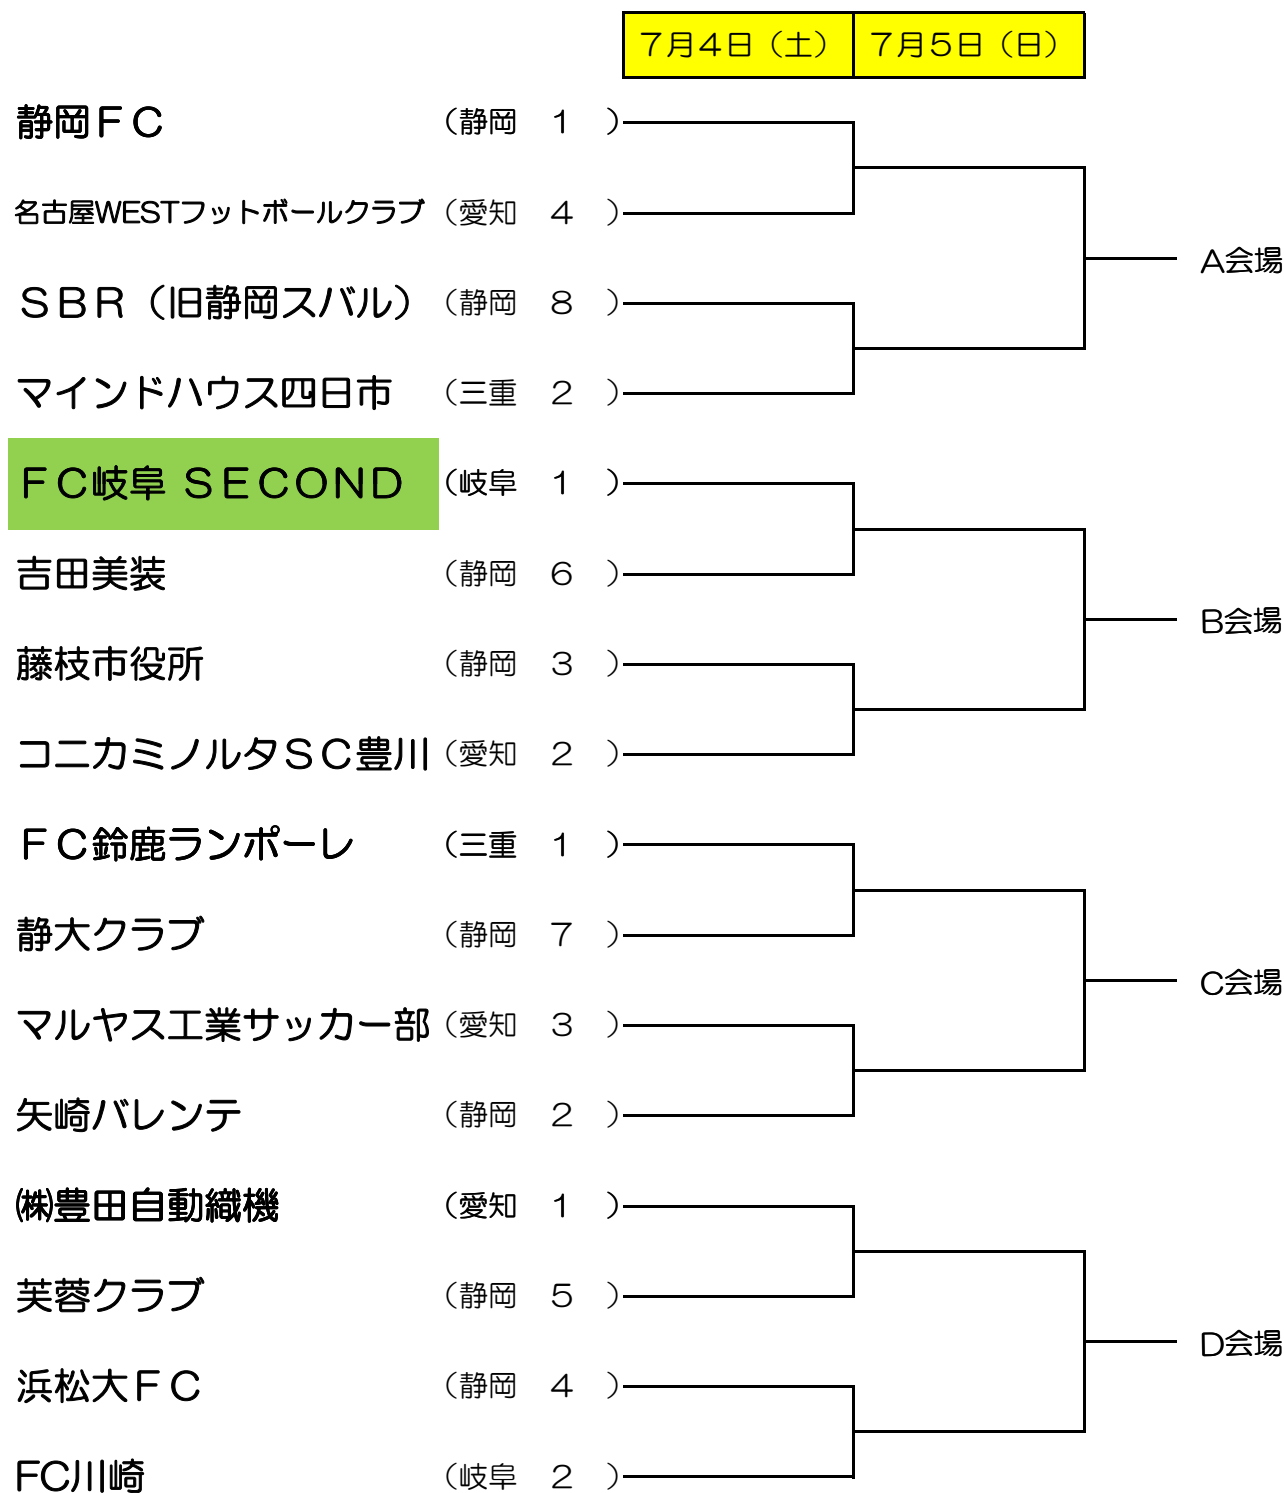 ７月４日（土） ７月５日（日）
静岡ＦＣ （静岡 1 ）
名古屋WESTフットボールクラブ （愛知 4 ）
A会場
ＳＢＲ（旧静岡スバル） （静岡 8 ）
マインドハウス四日市 （三重 2 ）
ＦＣ岐阜 ＳＥＣＯＮＤ （岐阜 1 ）
吉田美装 （静岡 6 ）
B会場
藤枝市役所 （静岡 3 ）
コニカミノルタＳＣ豊川 （愛知 2 ）
ＦＣ鈴鹿ランポーレ （三重 1 ）
静大クラブ （静岡 7 ）
C会場
マルヤス工業サッカー部 （愛知 3 ）
矢崎バレンテ （静岡 2 ）
㈱豊田自動織機 （愛知 1 ）
芙蓉クラブ （静岡 5 ）
D会場
浜松大ＦＣ （静岡 4 ）
FC川崎 （岐阜 2 ）